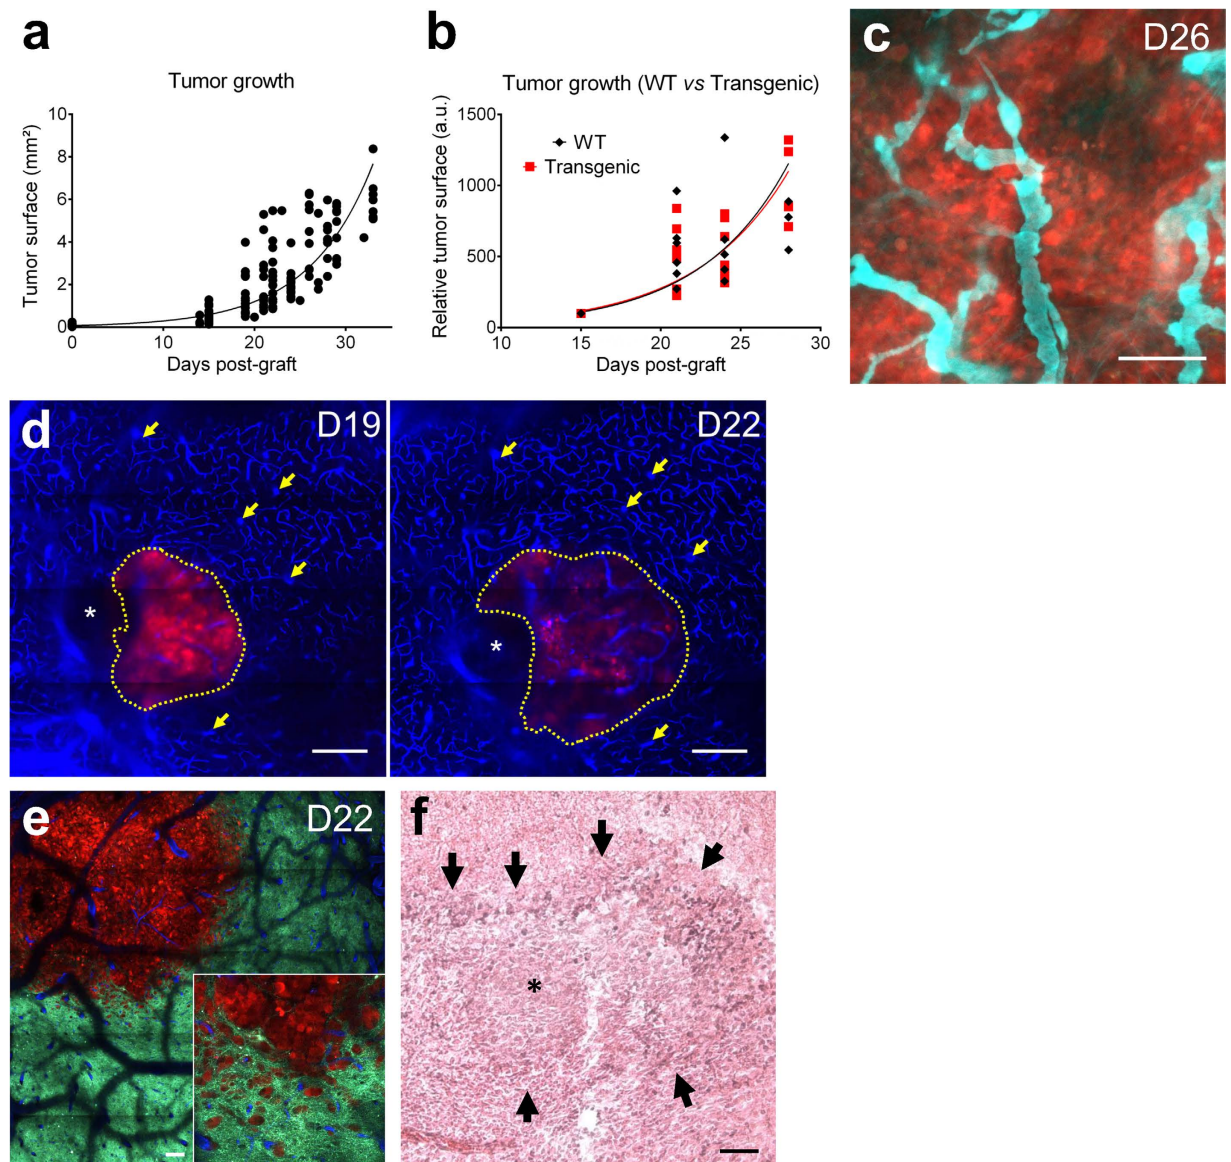 a
Tumor growth
Tumor surface (mm²)
10
8
6
4
2
0
0
10
20
30
Days post-graft
b
Tumor growth (WT vs Transgenic)
Relative tumor surface (a.u.)
1500
1000
500
0
WT
Transgenic
10
15
20
25
30
Days post-graft
c
D26
d
D19
*
D22
*
e
D22
f
*